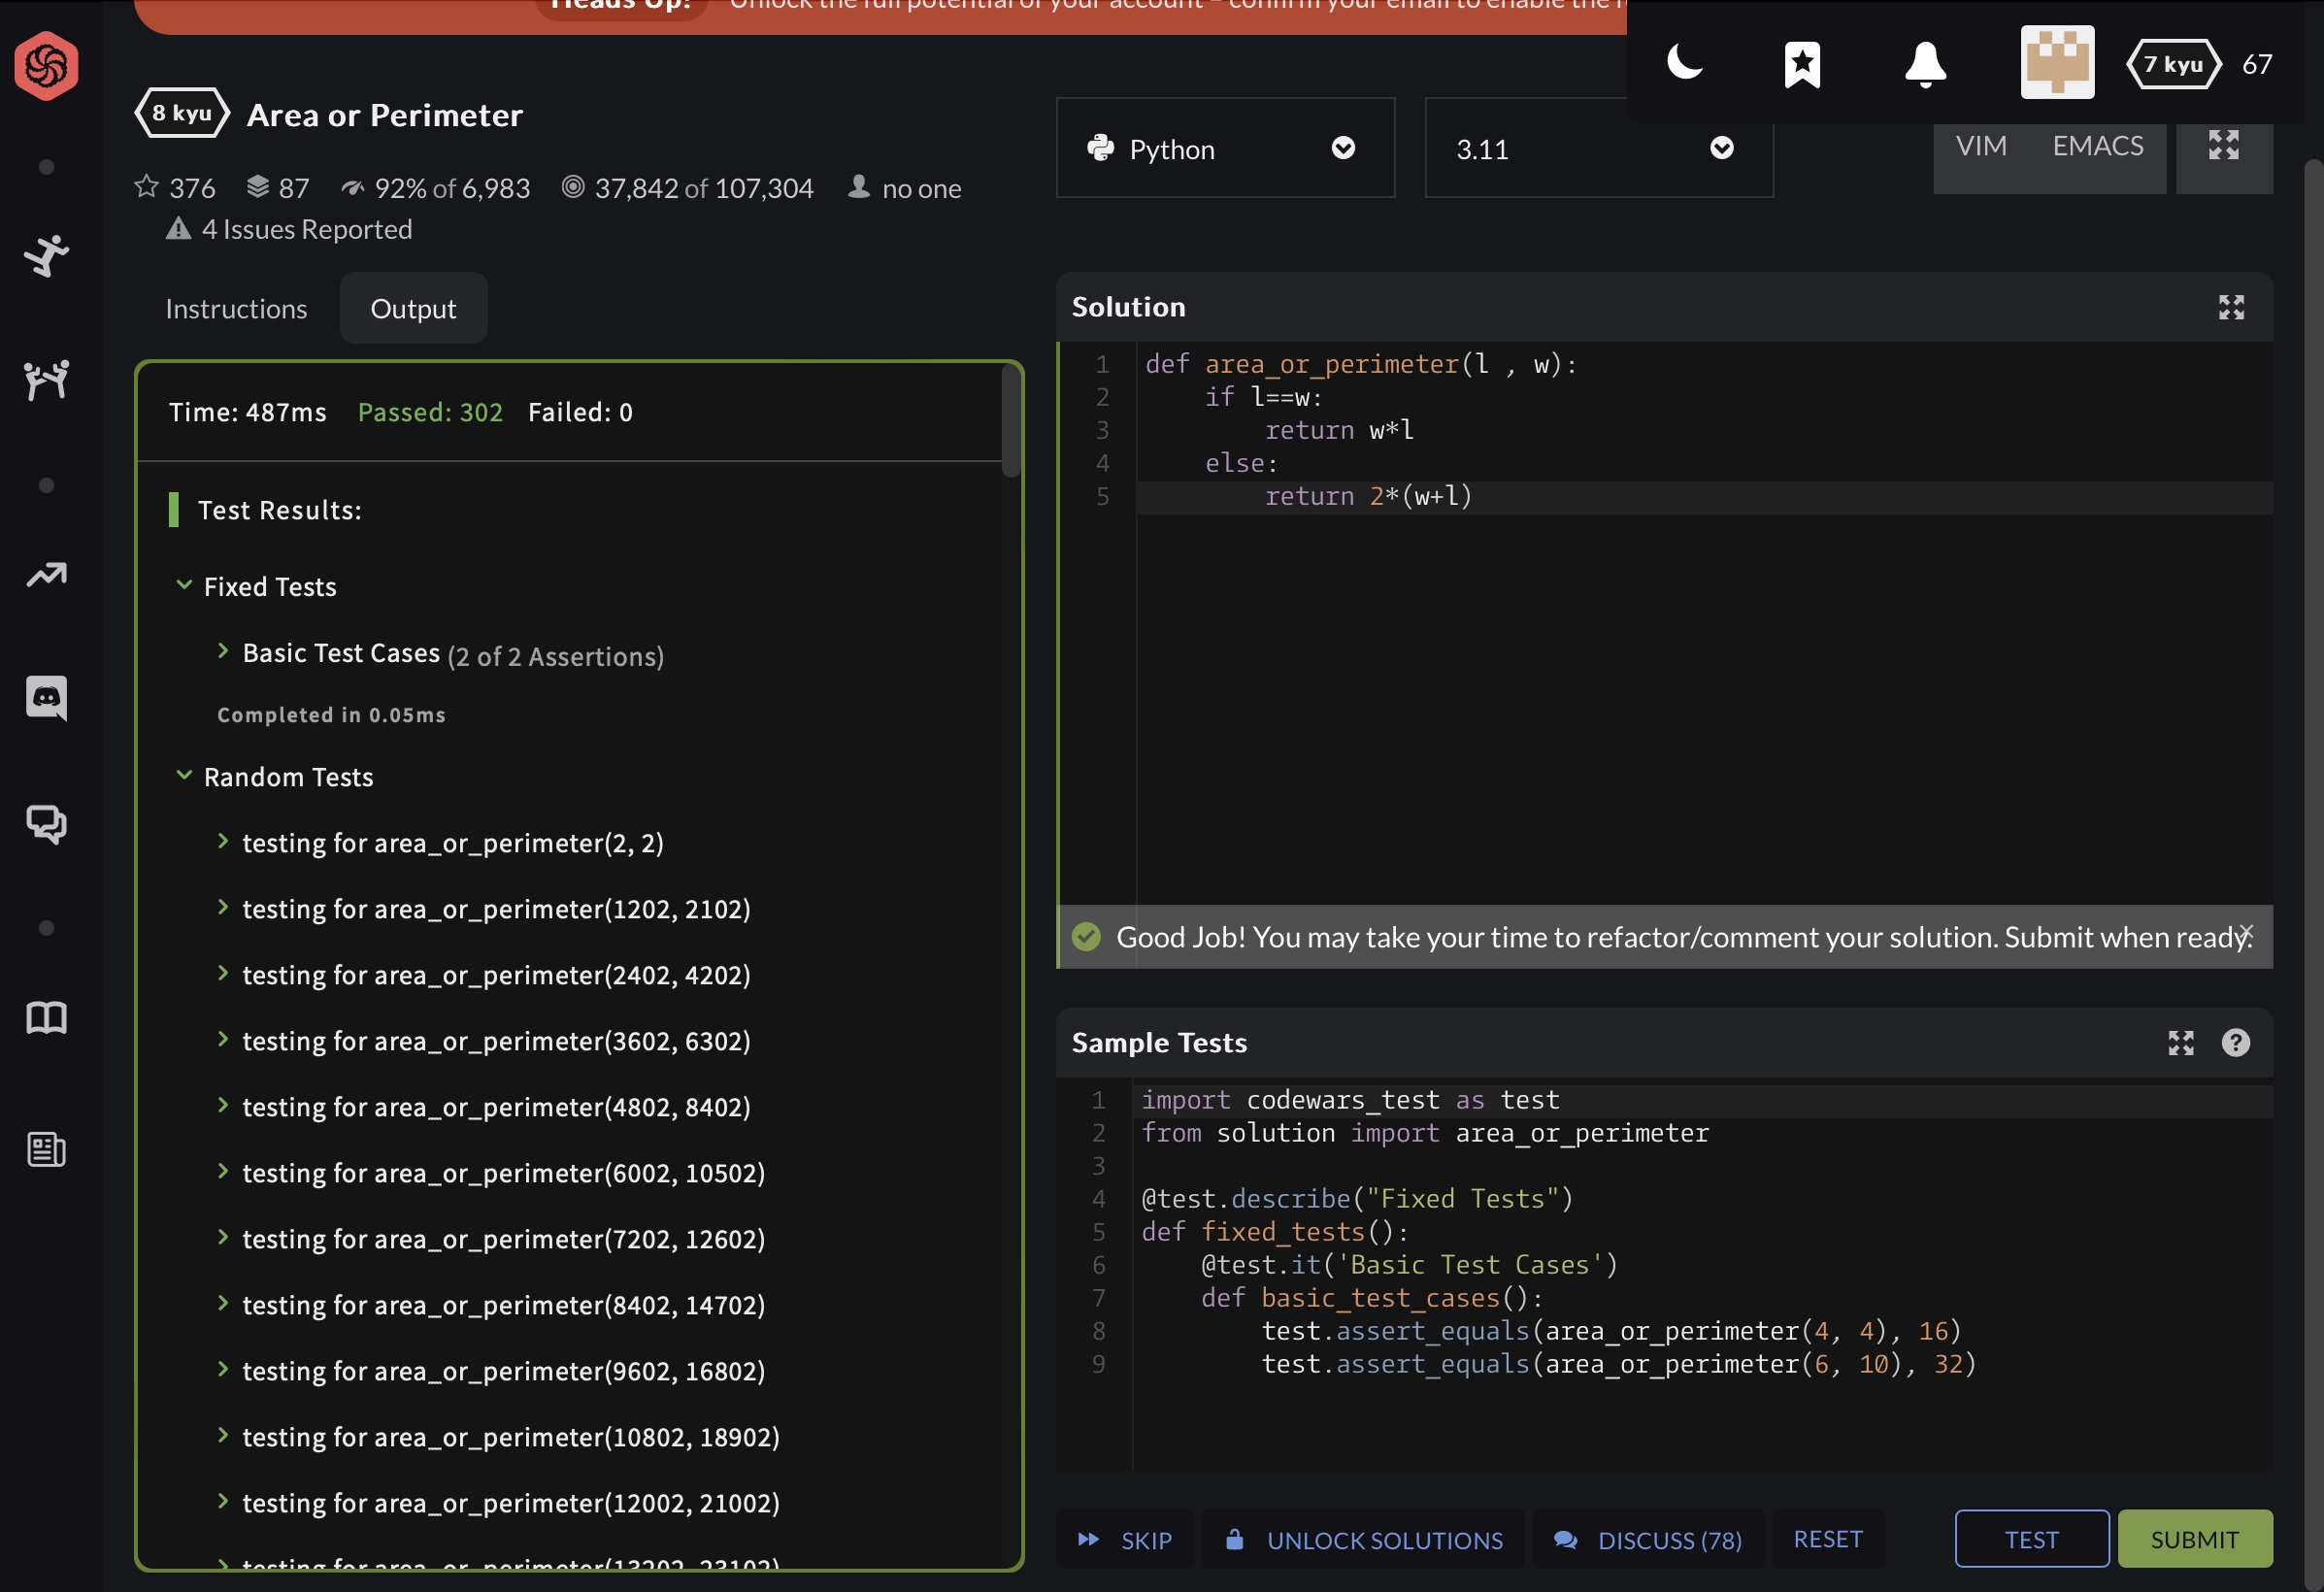 Heads Up! Unlock the full potential of your account – confirm your email to enable the
7 kyu 67
8 kyu Area or Perimeter
376 87 92% of 6,983 37,842 of 107,304 no one
4 Issues Reported
Python
3.11
VIM EMACS
Instructions Output
Time: 487ms Passed: 302 Failed: 0
Test Results:
Fixed Tests
Basic Test Cases (2 of 2 Assertions)
Completed in 0.05ms
Random Tests
testing for area_or_perimeter(2, 2)
testing for area_or_perimeter(1202, 2102)
testing for area_or_perimeter(2402, 4202)
testing for area_or_perimeter(3602, 6302)
testing for area_or_perimeter(4802, 8402)
testing for area_or_perimeter(6002, 10502)
testing for area_or_perimeter(7202, 12602)
testing for area_or_perimeter(8402, 14702)
testing for area_or_perimeter(9602, 16802)
testing for area_or_perimeter(10802, 18902)
testing for area_or_perimeter(12002, 21002)
testing for area_or_perimeter(13202, 23102)
Solution
1 def area_or_perimeter(l , w):
2     if l==w:
3         return w*l
4     else:
5         return 2*(w+l)
Good Job! You may take your time to refactor/comment your solution. Submit when ready.
Sample Tests
1 import codewars_test as test
2 from solution import area_or_perimeter
3
4 @test.describe("Fixed Tests")
5 def fixed_tests():
6     @test.it('Basic Test Cases')
7     def basic_test_cases():
8         test.assert_equals(area_or_perimeter(4, 4), 16)
9         test.assert_equals(area_or_perimeter(6, 10), 32)
SKIP UNLOCK SOLUTIONS DISCUSS (78) RESET TEST SUBMIT